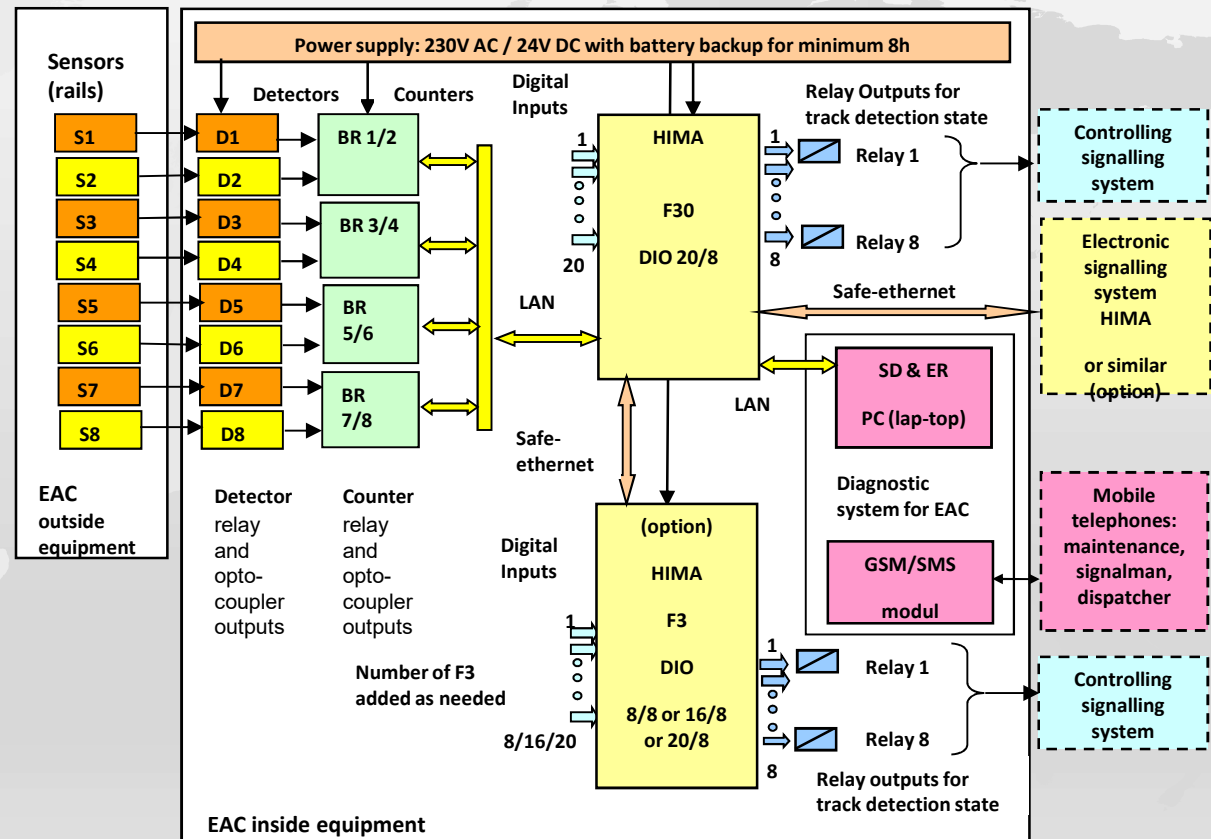 Power supply: 230V AC / 24V DC with battery backup for minimum 8h
Sensors
(rails)
Detectors
Counters
Digital
Inputs
Relay Outputs for
track detection state
S1
S2
S3
S4
S5
S6
S7
S8
D1
D2
D3
D4
D5
D6
D7
D8
BR 1/2
BR 3/4
BR
5/6
BR
7/8
LAN
1
20
HIMA
F30
DIO 20/8
1
8
Relay 1
Relay 8
Controlling
signalling
system
Safe-ethernet
Electronic
signalling
system
HIMA
or similar
(option)
LAN
SD & ER
PC (lap-top)
Diagnostic
system for EAC
GSM/SMS
modul
Mobile
telephones:
maintenance,
signalman,
dispatcher
Safe-
ethernet
EAC
outside
equipment
Detector
relay
and
opto-
coupler
outputs
Counter
relay
and
opto-
coupler
outputs
Digital
Inputs
1
8/16/20
Number of F3
added as needed
(option)
HIMA
F3
DIO
8/8 or 16/8
or 20/8
1
8
Relay 1
Relay 8
Controlling
signalling
system
Relay outputs for
track detection state
EAC inside equipment